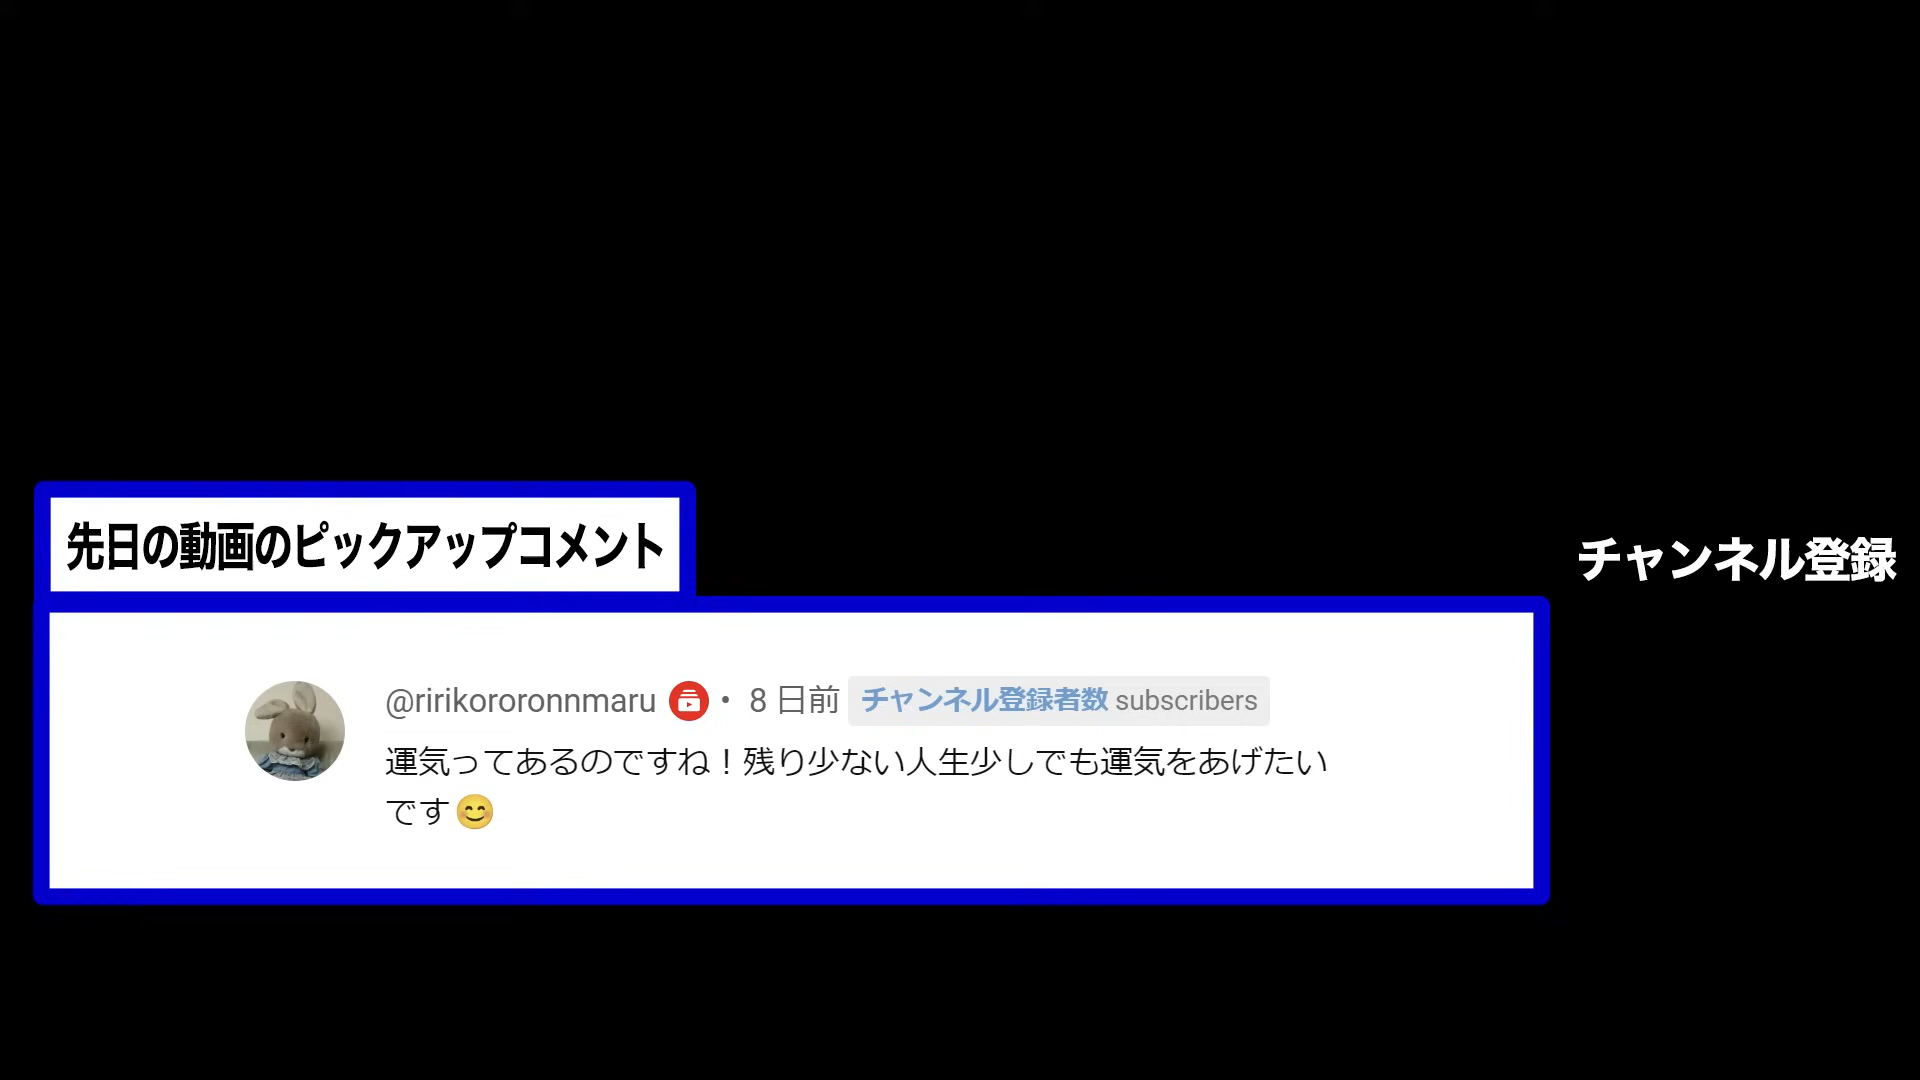 先日の動画のピックアップコメント
チャンネル登録
@ririkororonnmaru • 8 日前 チャンネル登録者数 subscribers
運気ってあるのですね！残り少ない人生少しでも運気をあげたい
です😊